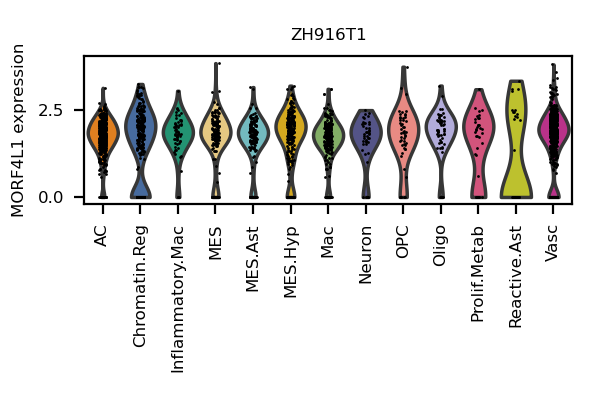 ZH916T1
MORF4L1 expression
2.5
0.0
AC
Chromatin.Reg
Inflammatory.Mac
MES
MES.Ast
MES.Hyp
Mac
Neuron
OPC
Oligo
Prolif.Metab
Reactive.Ast
Vasc